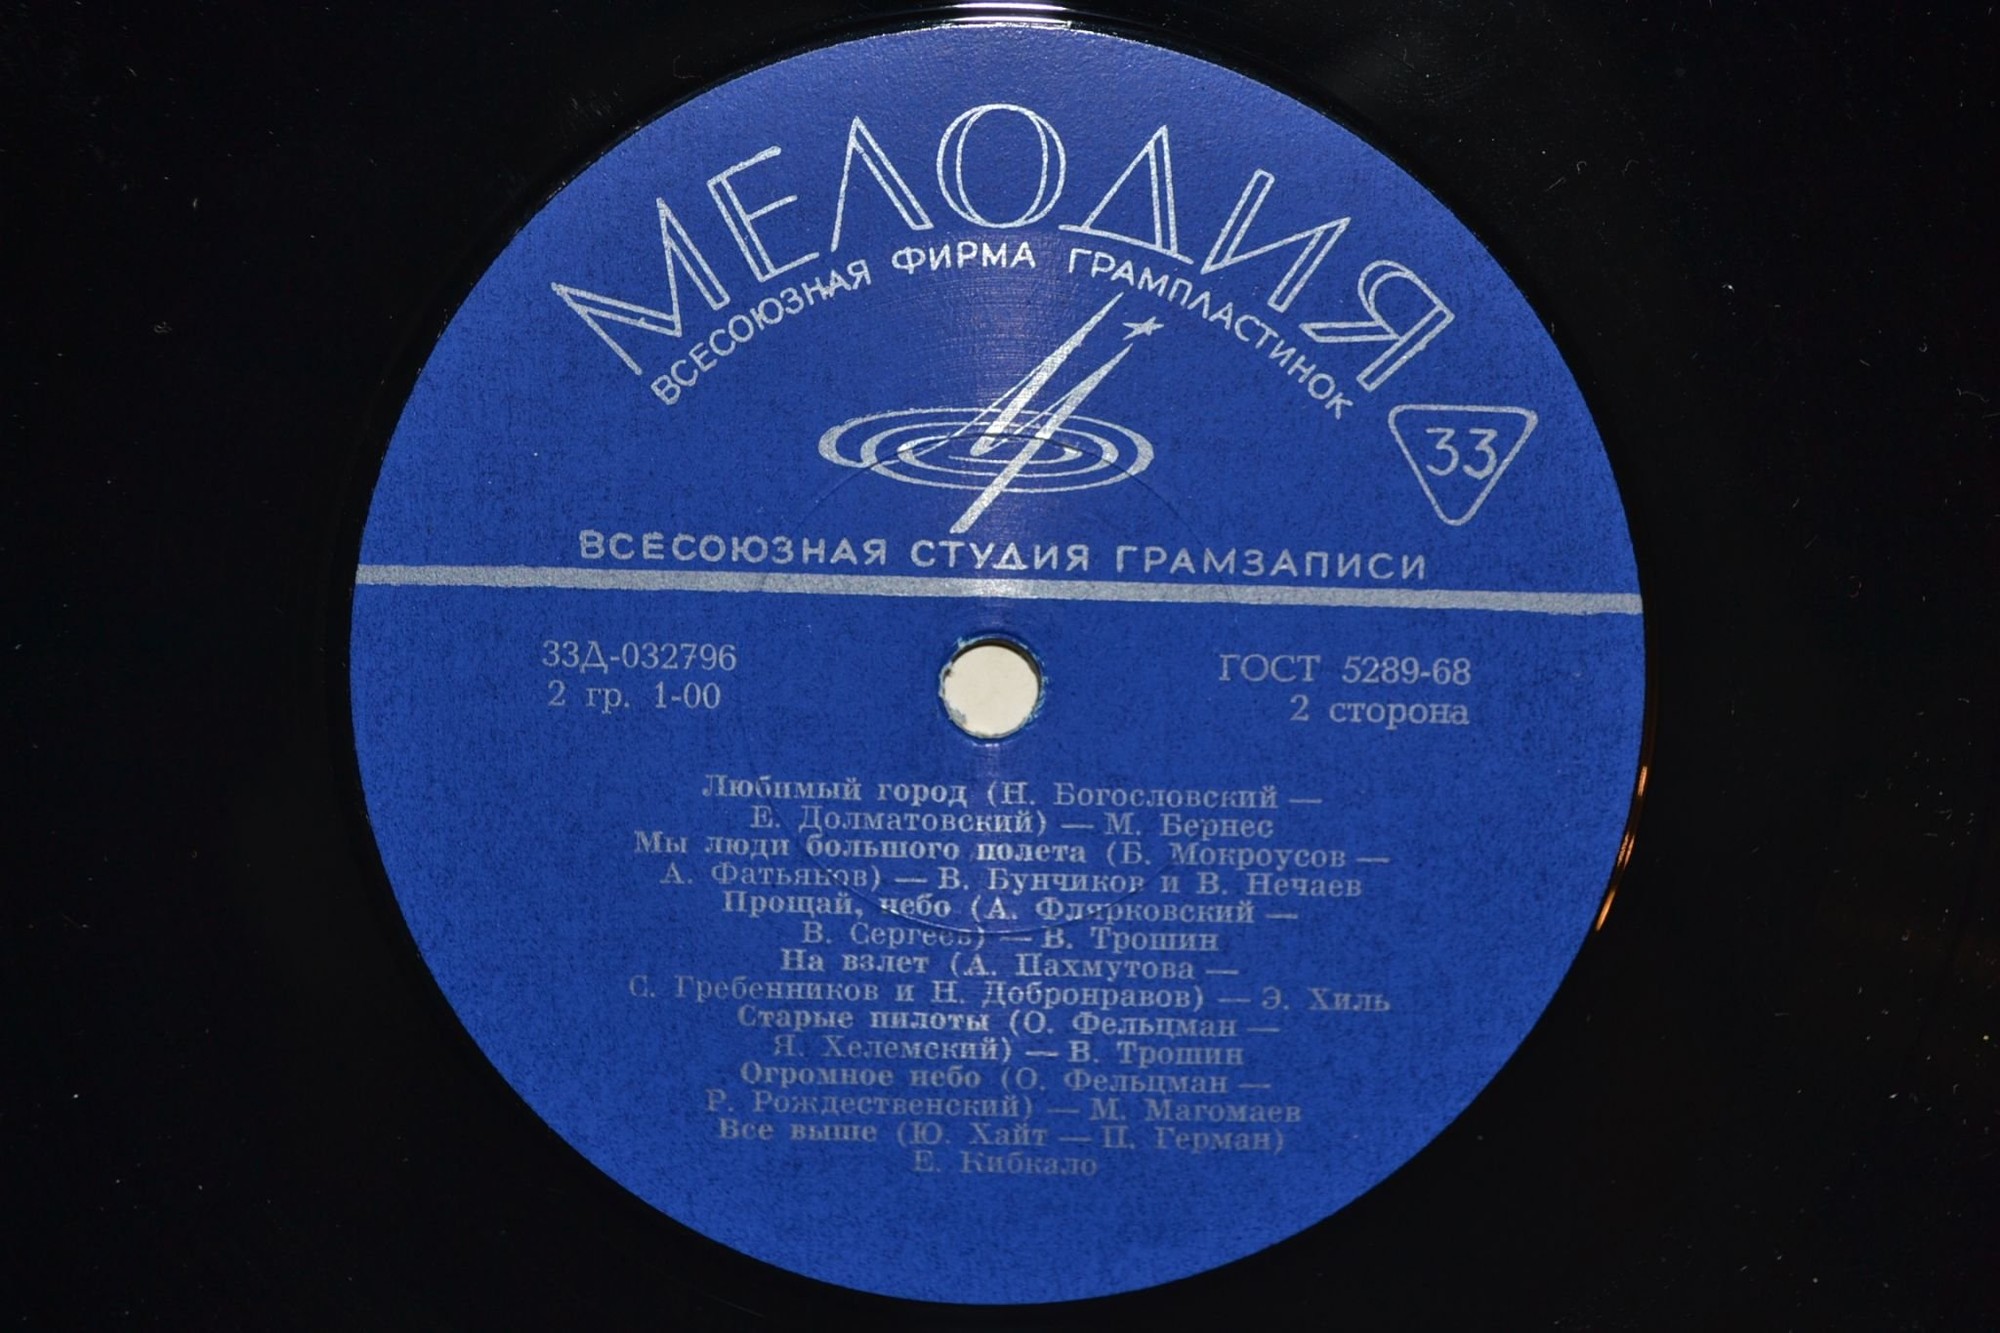 МЕЛОДИЯ
ВСЕСОЮЗНАЯ ФИРМА ГРАМПЛАСТИНОК
33
ВСЕСОЮЗНАЯ СТУДИЯ ГРАМЗАПИСИ
33Д-032796
2 гр. 1-00
ГОСТ 5289-68
2 сторона
Любимый город (Н. Богословский —
Е. Долматовский) — М. Бернес
Мы люди большого полета (Б. Мокроусов —
А. Фатьянов) — В. Бунчиков и В. Нечаев
Прощай, небо (А. Флярковский —
В. Сергеев) — В. Трошин
На взлет (А. Пахмутова —
С. Гребенников и Н. Добронравов) — Э. Хиль
Старые пилоты (О. Фельцман —
Я. Хелемский) — В. Трошин
Огромное небо (О. Фельцман —
Р. Рождественский) — М. Магомаев
Все выше (Ю. Хайт — П. Герман)
Е. Кибкало